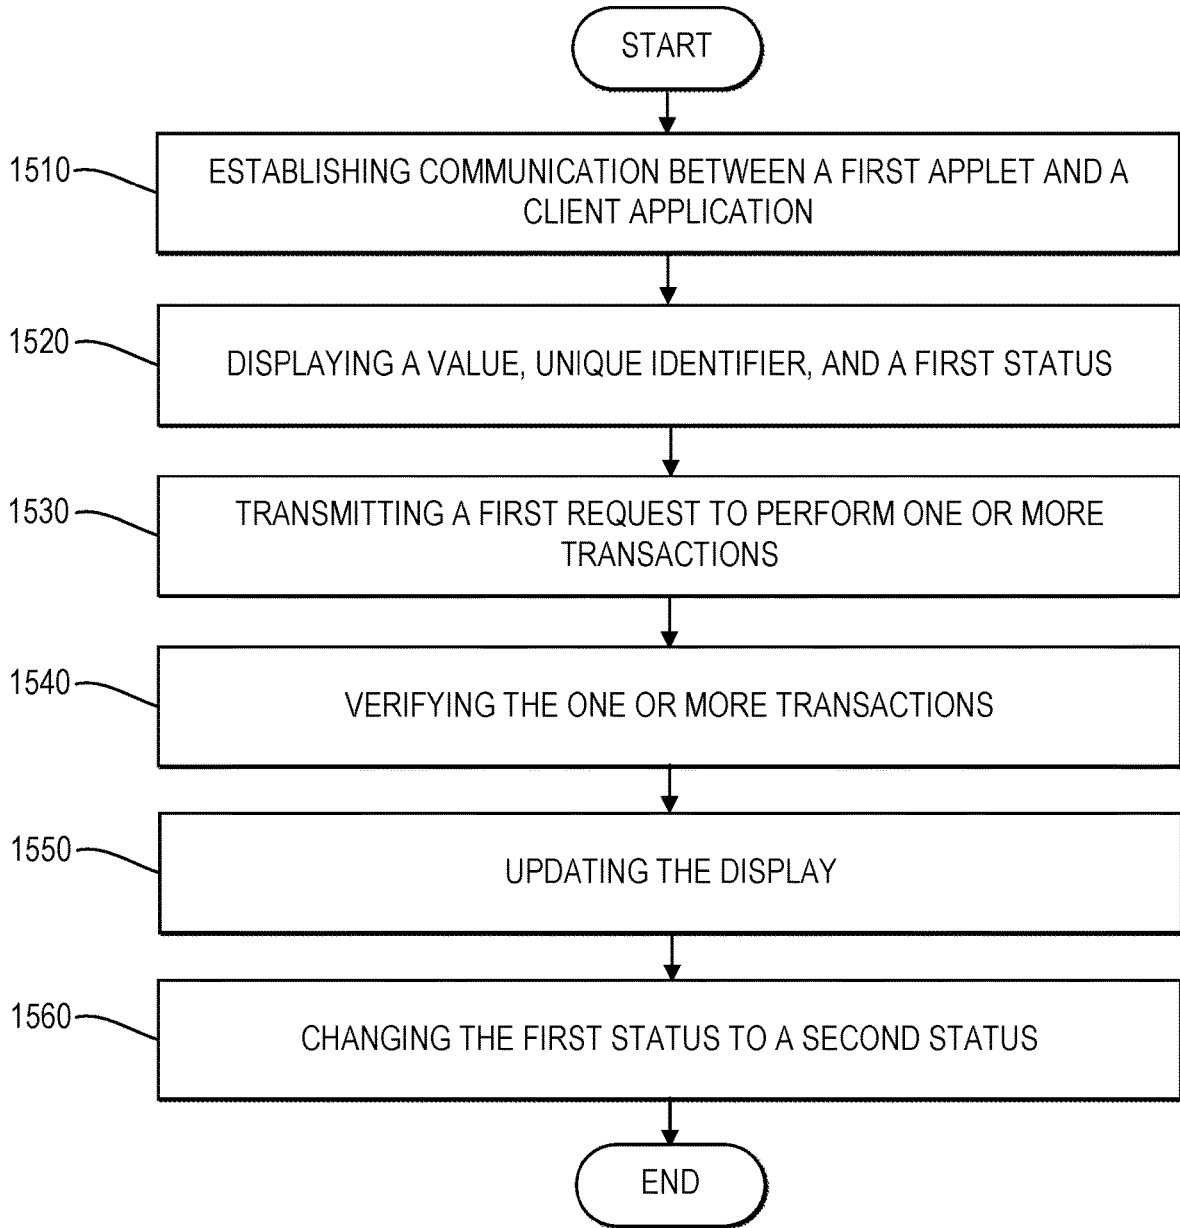 START
1510
ESTABLISHING COMMUNICATION BETWEEN A FIRST APPLET AND A
CLIENT APPLICATION
1520
DISPLAYING A VALUE, UNIQUE IDENTIFIER, AND A FIRST STATUS
1530
TRANSMITTING A FIRST REQUEST TO PERFORM ONE OR MORE
TRANSACTIONS
1540
VERIFYING THE ONE OR MORE TRANSACTIONS
1550
UPDATING THE DISPLAY
1560
CHANGING THE FIRST STATUS TO A SECOND STATUS
END